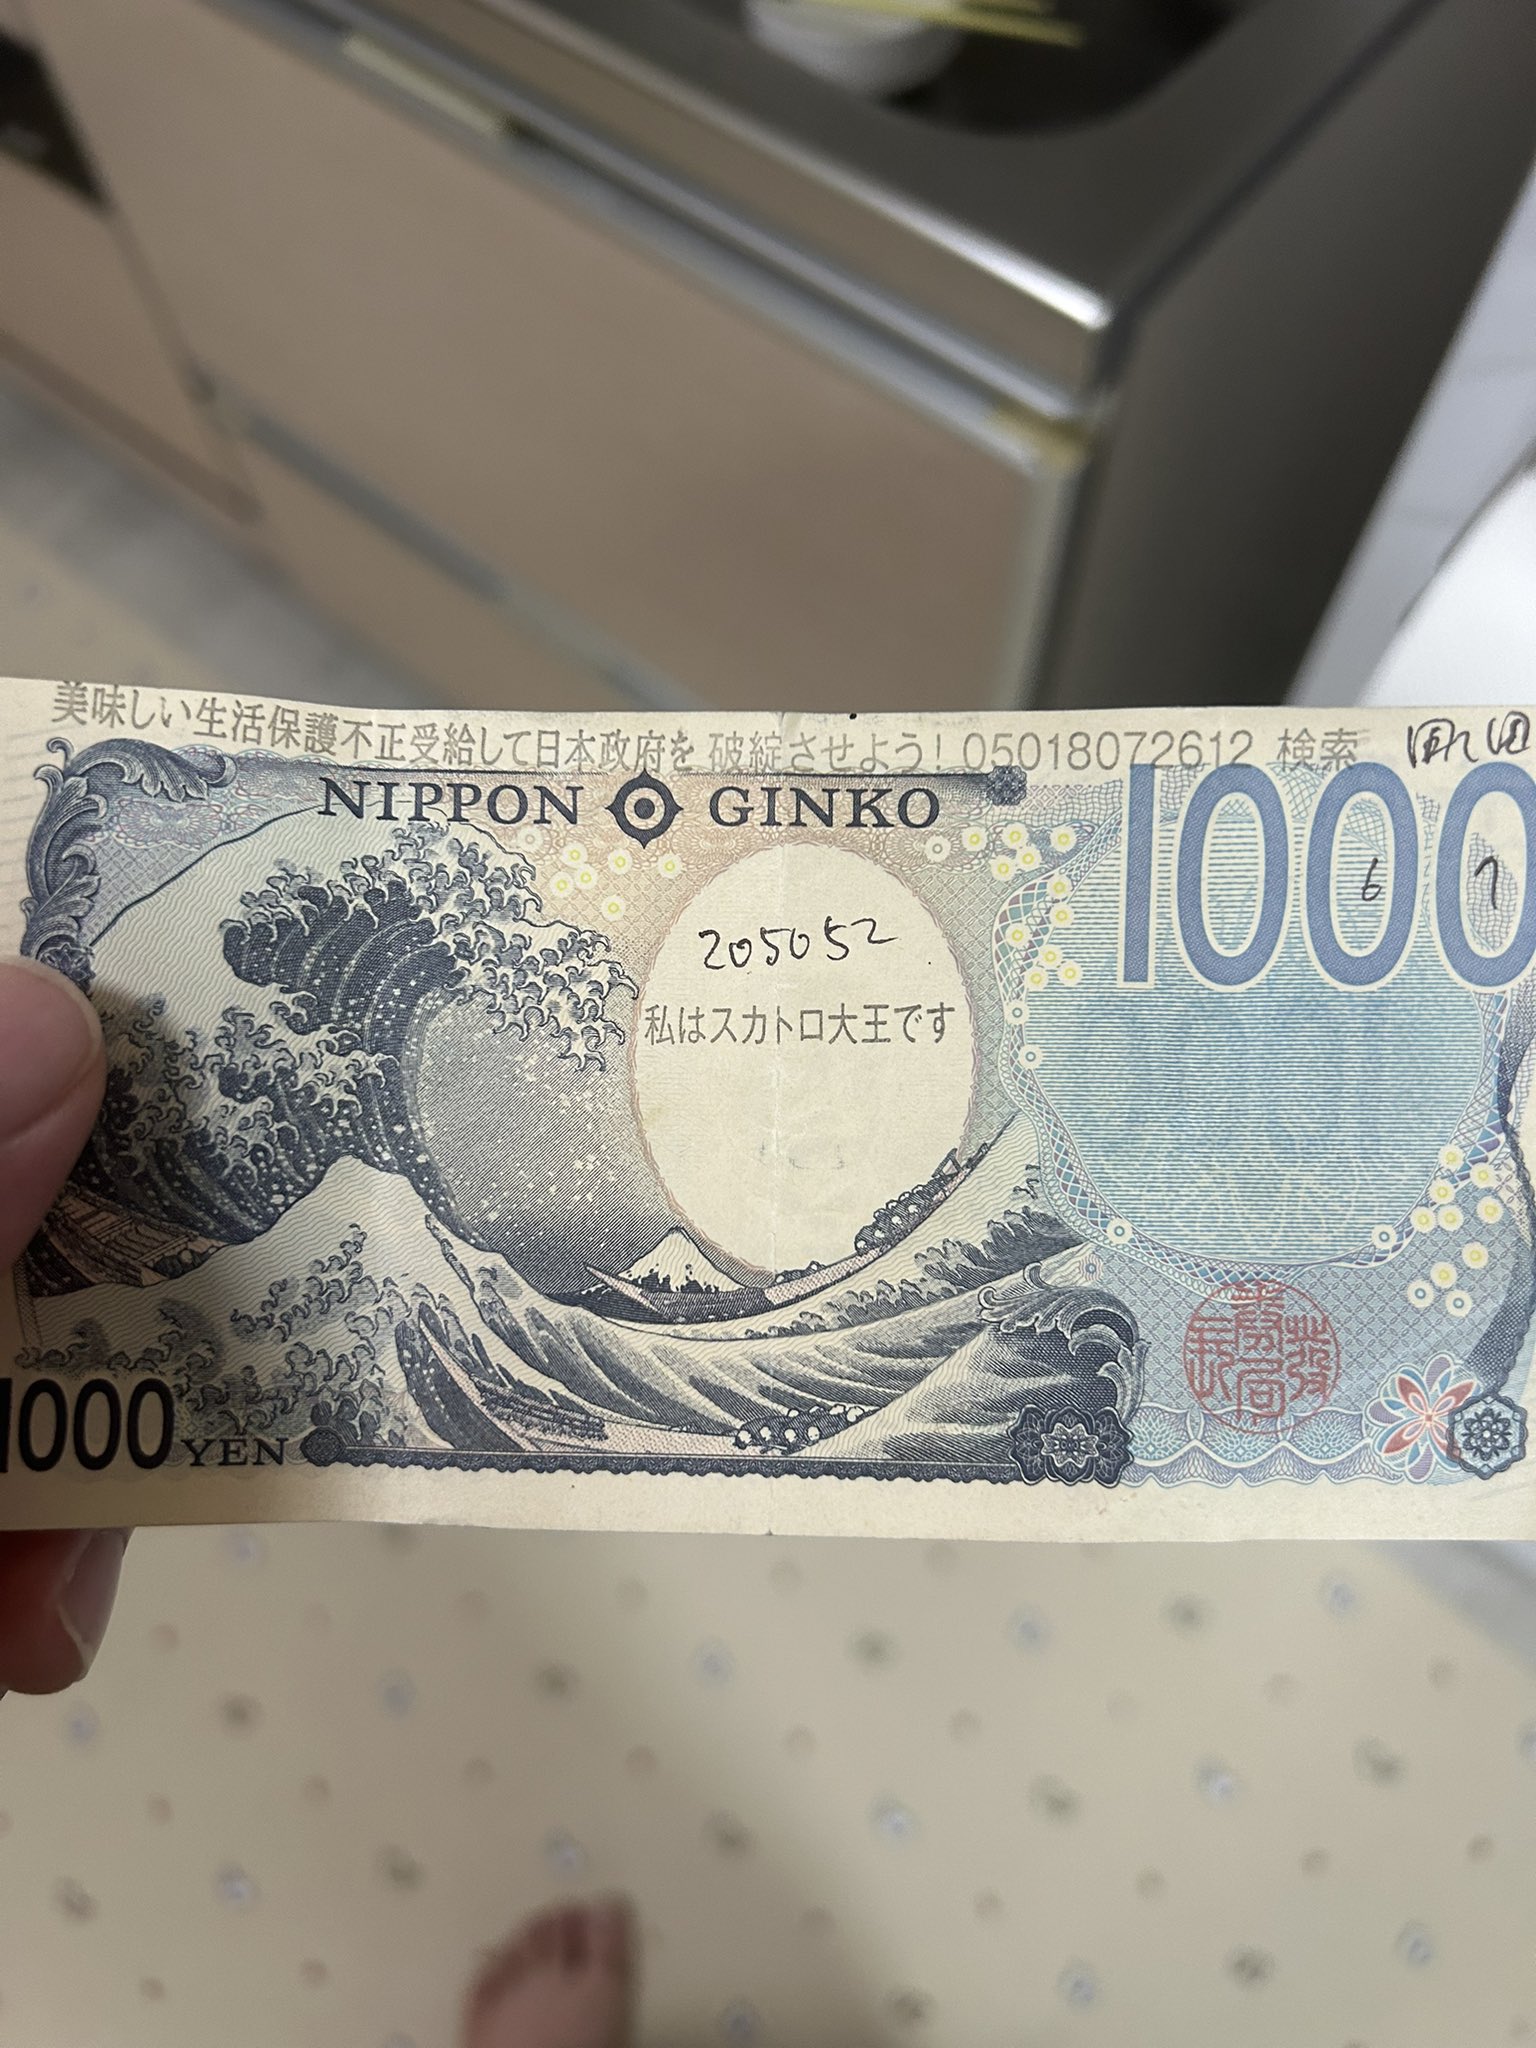 美味しい生活保護不正受給して日本政府を 破綻させよう! 05018072612 検索
NIPPON GINKO
1000
6 7
205052
私はスカトロ大王です
1000 YEN